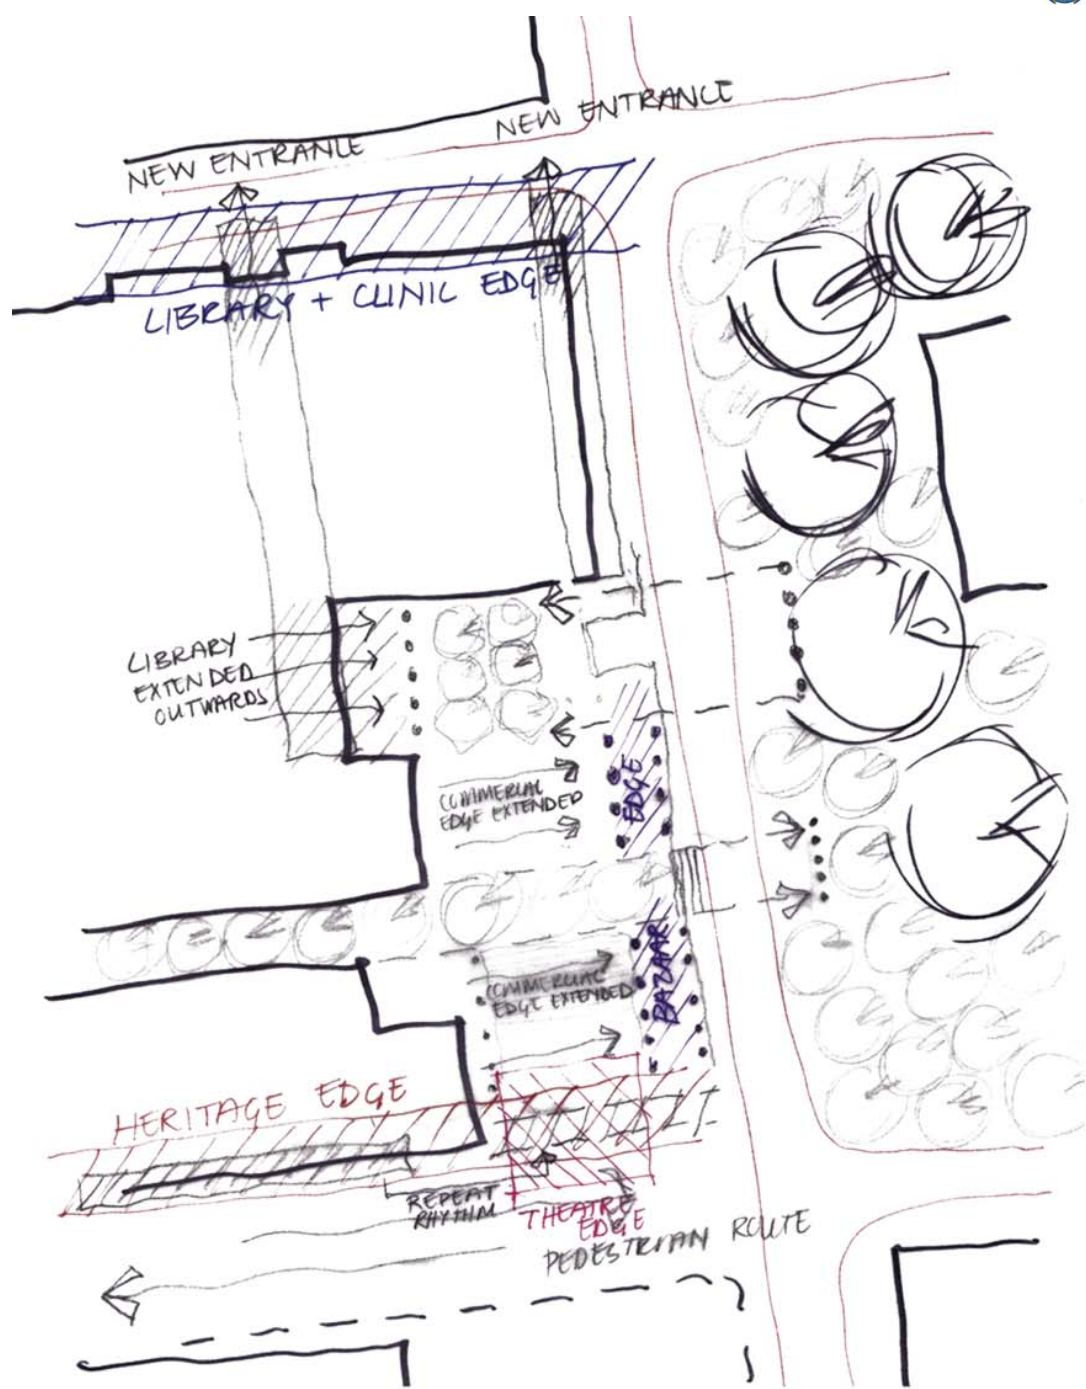 NEW ENTRANCE
NEW ENTRANCE
LIBRARY + CLINIC EDGE
LIBRARY
EXTENDED
OUTWARDS
COMMERCIAL
EDGE EXTENDED
EDGE
COMMERCIAL
EDGE EXTENDED
BAZAAR
HERITAGE EDGE
REPEAT
RHYTHM
THEATRE
EDGE
PEDESTRIAN ROUTE